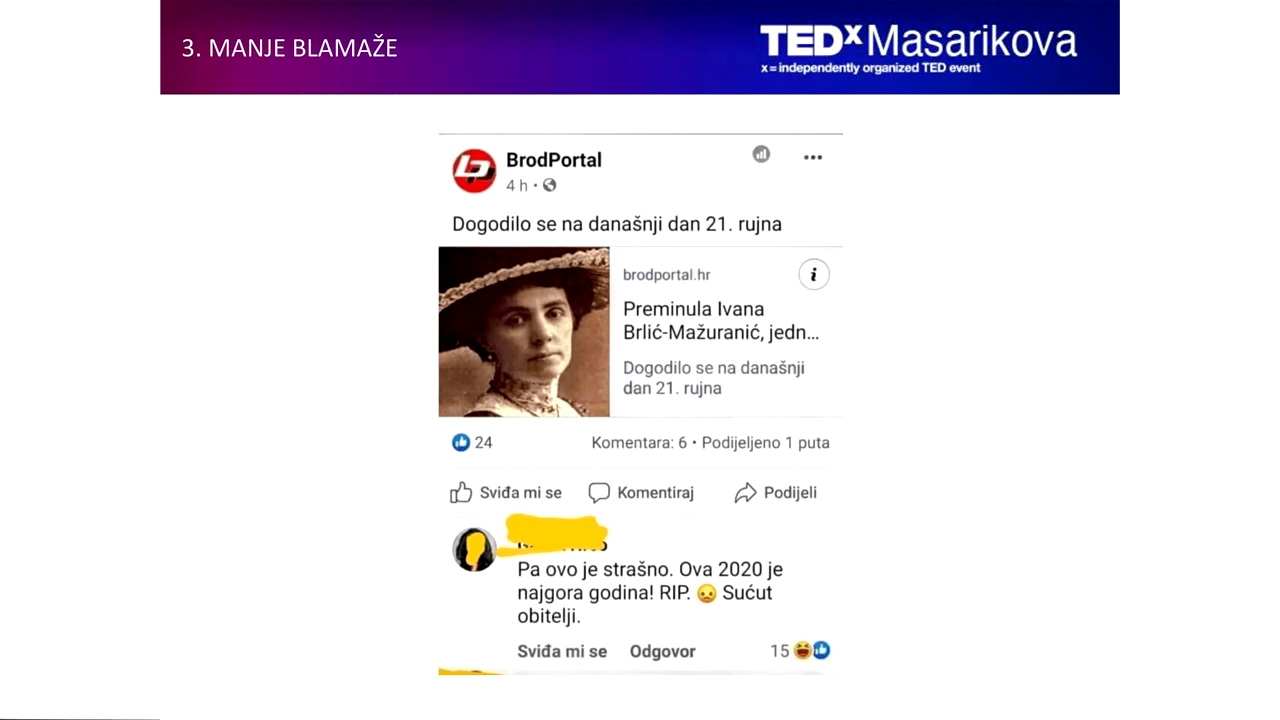 3. MANJE BLAMAŽE
TEDxMasarikova
x = independently organized TED event
BrodPortal
4 h
Dogodilo se na današnji dan 21. rujna
brodportal.hr
Preminula Ivana
Brlić-Mažuranić, jedn...
Dogodilo se na današnji
dan 21. rujna
24
Komentara: 6 • Podijeljeno 1 puta
Sviđa mi se
Komentiraj
Podijeli
Pa ovo je strašno. Ova 2020 je
najgora godina! RIP. 😞 Sućut
obitelji.
Sviđa mi se
Odgovor
15